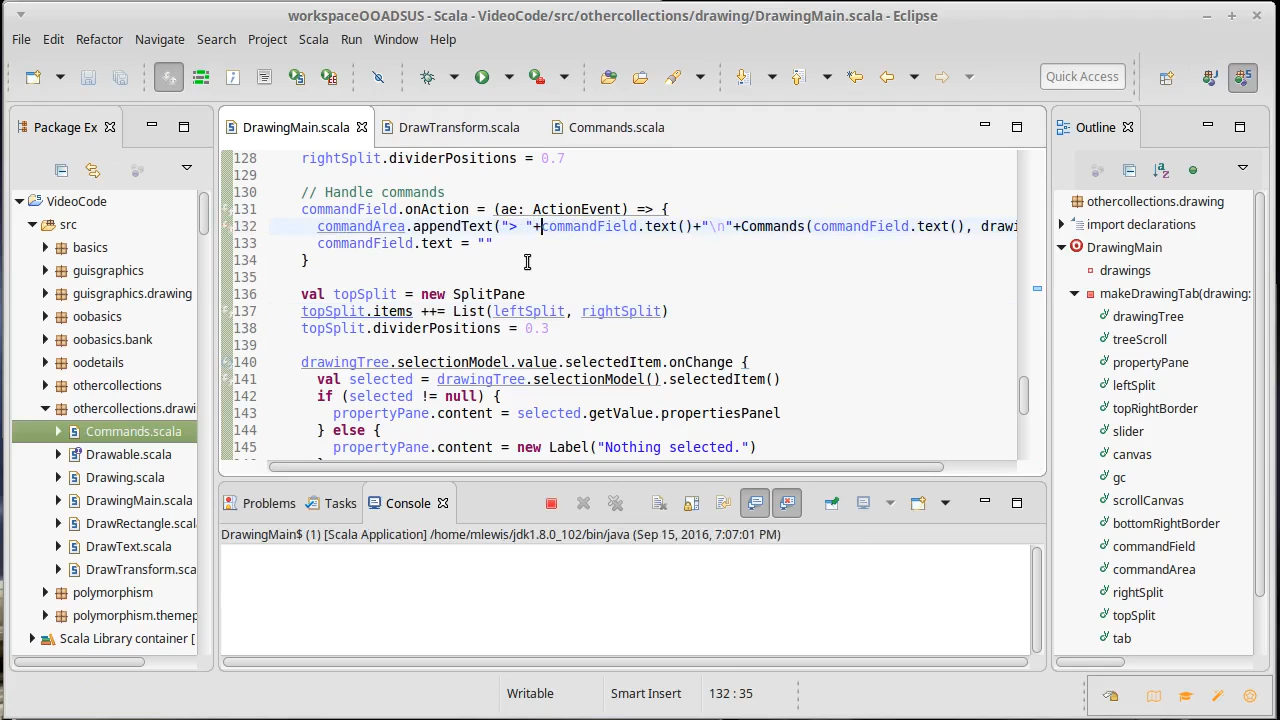 workspaceOOADSUS - Scala - VideoCode/src/othercollections/drawing/DrawingMain.scala - Eclipse
File Edit Refactor Navigate Search Project Scala Run Window Help
Quick Access
Package Ex
DrawingMain.scala DrawTransform.scala Commands.scala
Outline
VideoCode
src
basics
guisgraphics
guisgraphics.drawing
oobasics
oobasics.bank
oodetails
othercollections
othercollections.drawi
Commands.scala
Drawable.scala
Drawing.scala
DrawingMain.scala
DrawRectangle.scal
DrawText.scala
DrawTransform.sca
polymorphism
polymorphism.themep
Scala Library container [
128 rightSplit.dividerPositions = 0.7
129
130 // Handle commands
131 commandField.onAction = (ae: ActionEvent) => {
132 commandArea.appendText("> "+commandField.text()+"\n"+Commands(commandField.text(), drawi
133 commandField.text = ""
134 }
135
136 val topSplit = new SplitPane
137 topSplit.items ++= List(leftSplit, rightSplit)
138 topSplit.dividerPositions = 0.3
139
140 drawingTree.selectionModel.value.selectedItem.onChange {
141 val selected = drawingTree.selectionModel().selectedItem()
142 if (selected != null) {
143 propertyPane.content = selected.getValue.propertiesPanel
144 } else {
145 propertyPane.content = new Label("Nothing selected.")
Problems Tasks Console
DrawingMain$ (1) [Scala Application] /home/mlewis/jdk1.8.0_102/bin/java (Sep 15, 2016, 7:07:01 PM)
othercollections.drawing
import declarations
DrawingMain
drawings
makeDrawingTab(drawing:
drawingTree
treeScroll
propertyPane
leftSplit
topRightBorder
slider
canvas
gc
scrollCanvas
bottomRightBorder
commandField
commandArea
rightSplit
topSplit
tab
Writable Smart Insert 132 : 35